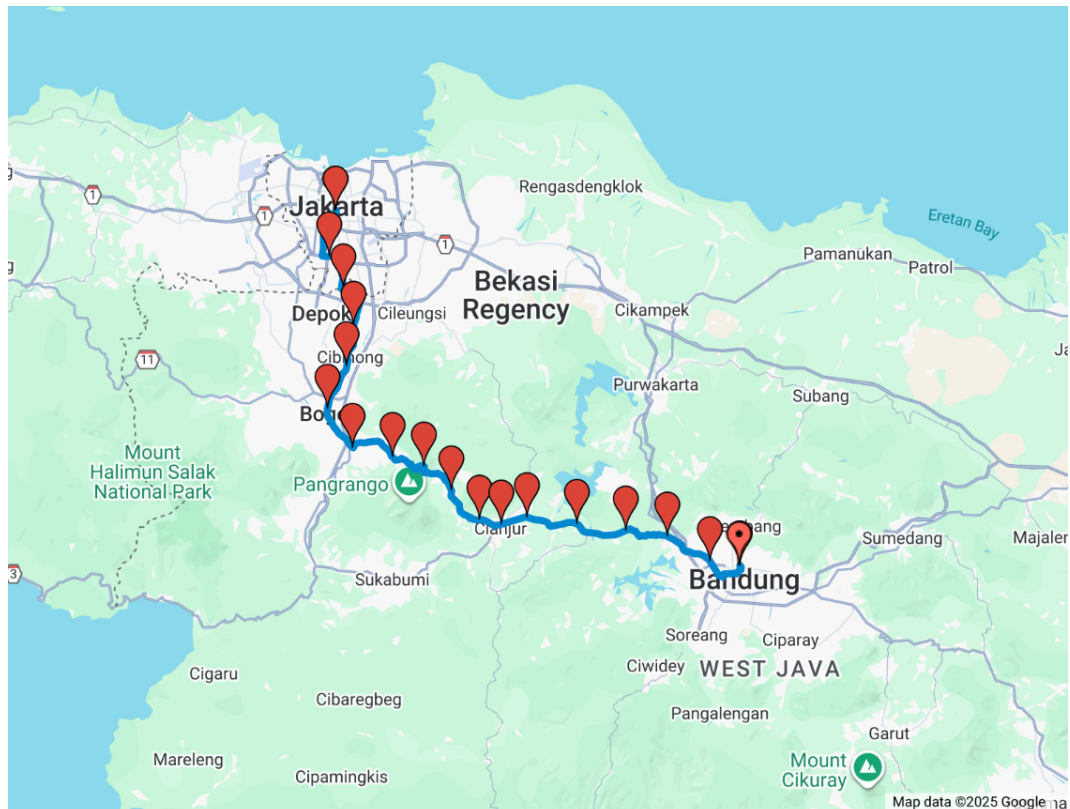 Jakarta
1
1
1
Rengasdengklok
Eretan Bay
Pamanukan
Patrol
Bekasi
Regency
Depok
Cileungsi
Cikampek
11
Purwakarta
Subang
Mount
Halimun Salak
National Park
Pangrango
Cianjur
Sumedang
3
Sukabumi
Bandung
Soreang
Ciparay
Ciwidey
WEST JAVA
Cigaru
Cibaregbeg
Pangalengan
Garut
Mareleng
Cipamingkis
Mount
Cikuray
Map data ©2025 Google